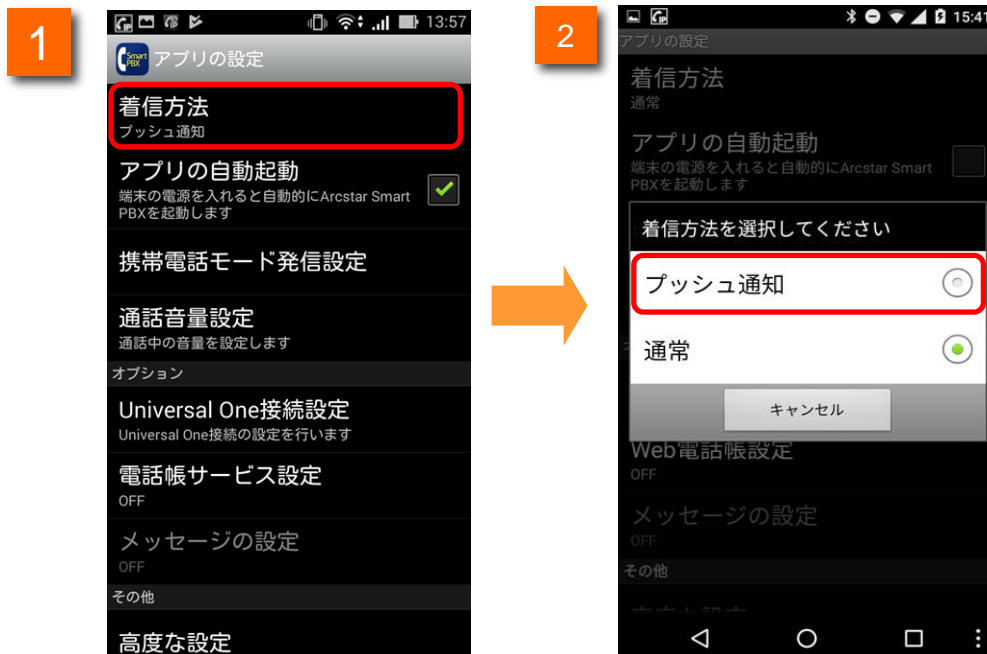 1
13:57
Smart
PBX
アプリの設定
着信方法
プッシュ通知
アプリの自動起動
端末の電源を入れると自動的にArcstar Smart
PBXを起動します
携帯電話モード発信設定
通話音量設定
通話中の音量を設定します
オプション
Universal One接続設定
Universal One接続の設定を行います
電話帳サービス設定
OFF
メッセージの設定
OFF
その他
高度な設定
2
15:41
アプリの設定
着信方法
通常
アプリの自動起動
端末の電源を入れると自動的にArcstar Smart
PBXを起動します
着信方法を選択してください
プッシュ通知
通常
キャンセル
Web電話帳設定
OFF
メッセージの設定
OFF
その他